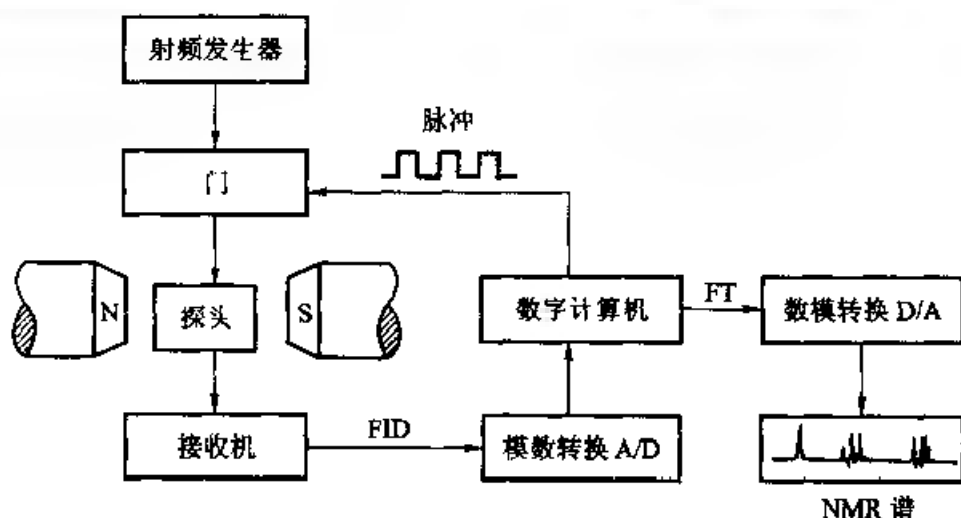 射频发生器
脉冲
门
N
探头
S
数字计算机
FT
数模转换 D/A
接收机
FID
模数转换 A/D
NMR 谱